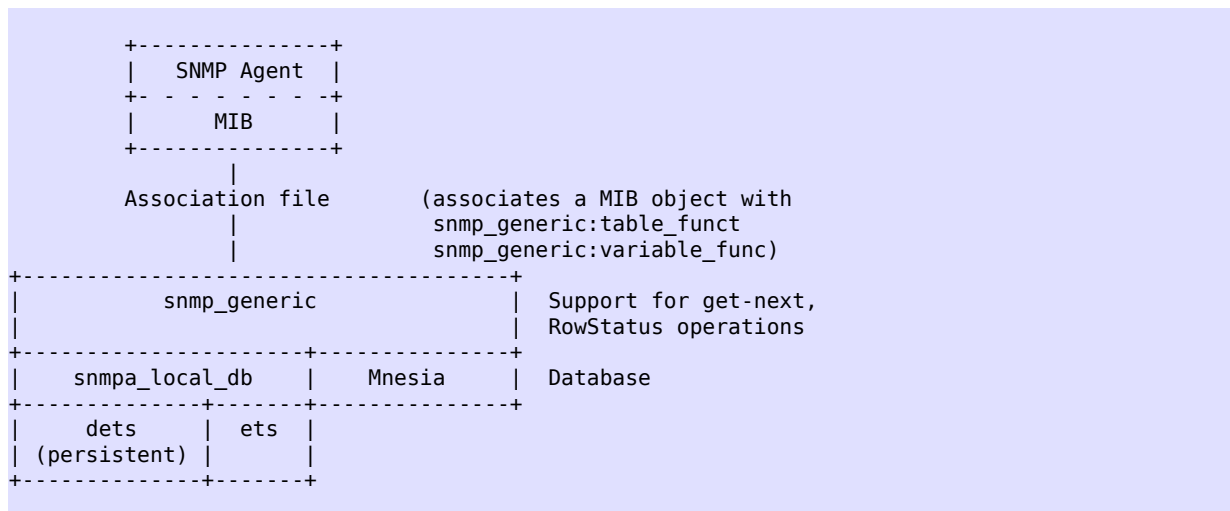 +---------------+
|   SNMP Agent  |
+- - - - - - - -+
|      MIB      |
+---------------+
|
Association file       (associates a MIB object with
|               snmp_generic:table_funct
|               snmp_generic:variable_func)
+--------------------------------------+
|           snmp_generic               |  Support for get-next,
|                                      |  RowStatus operations
+----------------------+---------------+
|    snmpa_local_db    |    Mnesia     |  Database
+--------------+-------+---------------+
|     dets     |  ets  |
| (persistent) |       |
+--------------+-------+